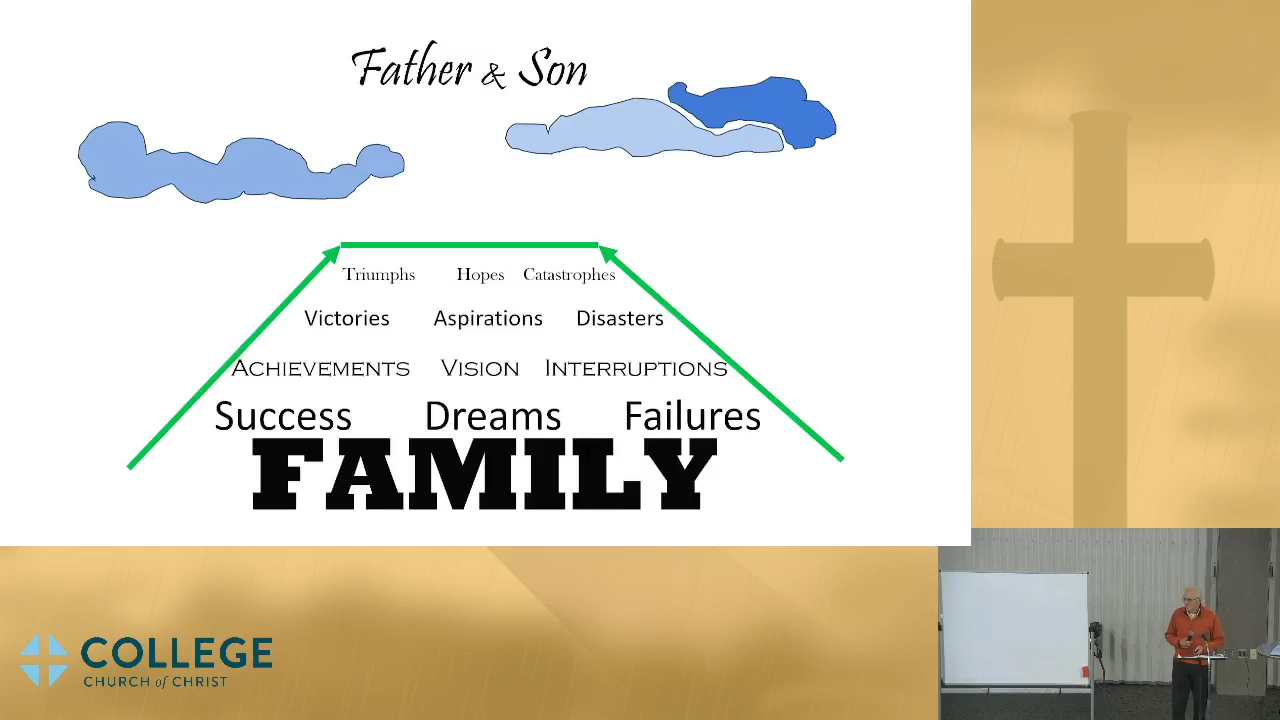 Father & Son
Triumphs Hopes Catastrophes
Victories Aspirations Disasters
ACHIEVEMENTS VISION INTERRUPTIONS
Success Dreams Failures
FAMILY
COLLEGE
CHURCH of CHRIST